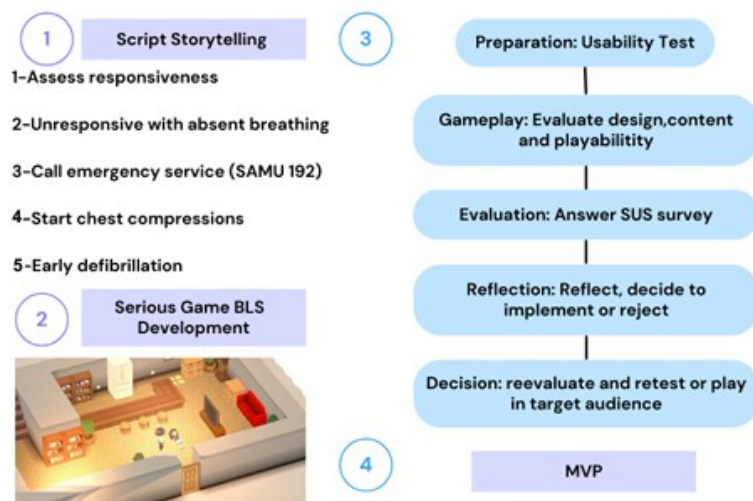 1
Script Storytelling
1-Assess responsiveness
2-Unresponsive with absent breathing
3-Call emergency service (SAMU 192)
4-Start chest compressions
5-Early defibrillation
2
Serious Game BLS
Development
3
Preparation: Usability Test
Gameplay: Evaluate design,content
and playabilitity
Evaluation: Answer SUS survey
Reflection: Reflect, decide to
implement or reject
Decision: reevaluate and retest or play
in target audience
4
MVP